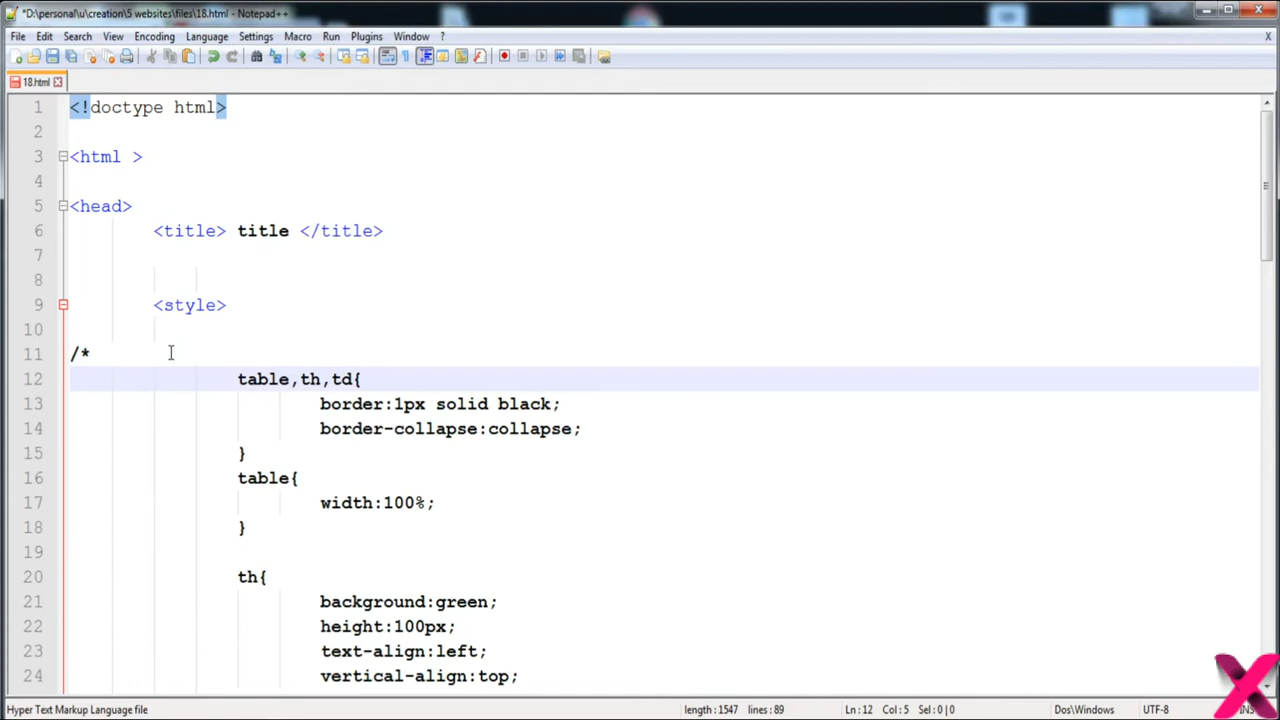 *D:\personal\u\creation\5 websites\files\18.html - Notepad++
File Edit Search View Encoding Language Settings Macro Run Plugins Window ? X
18.html
1 <!doctype html>
2
3 <html >
4
5 <head>
6 <title> title </title>
7
8
9 <style>
10
11 /*
12 table,th,td{
13 border:1px solid black;
14 border-collapse:collapse;
15 }
16 table{
17 width:100%;
18 }
19
20 th{
21 background:green;
22 height:100px;
23 text-align:left;
24 vertical-align:top;
Hyper Text Markup Language file length : 1547 lines : 89 Ln : 12 Col : 5 Sel : 0 | 0 Dos\Windows UTF-8 INS